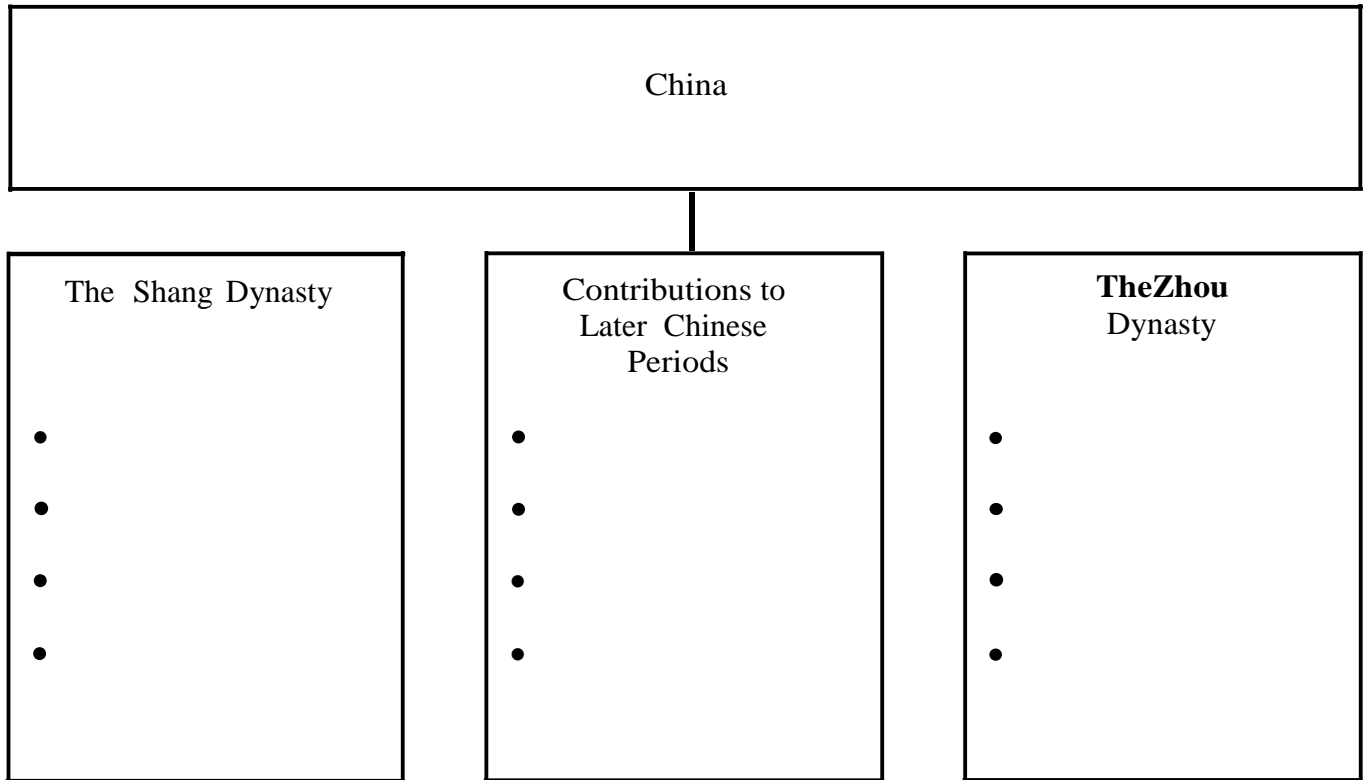 China
The Shang Dynasty
•
•
•
•
Contributions to
Later Chinese
Periods
•
•
•
•
TheZhou
Dynasty
•
•
•
•